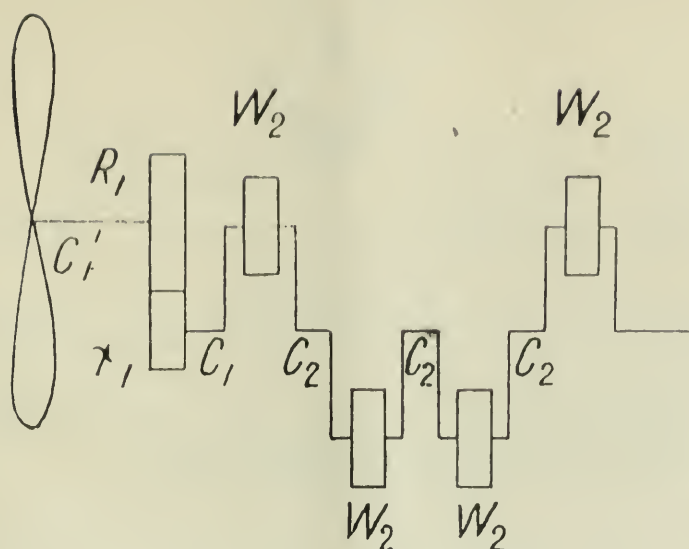 W₂ W₂
R₁
C₁′
r₁ C₁ C₂ C₂ C₂
W₂ W₂